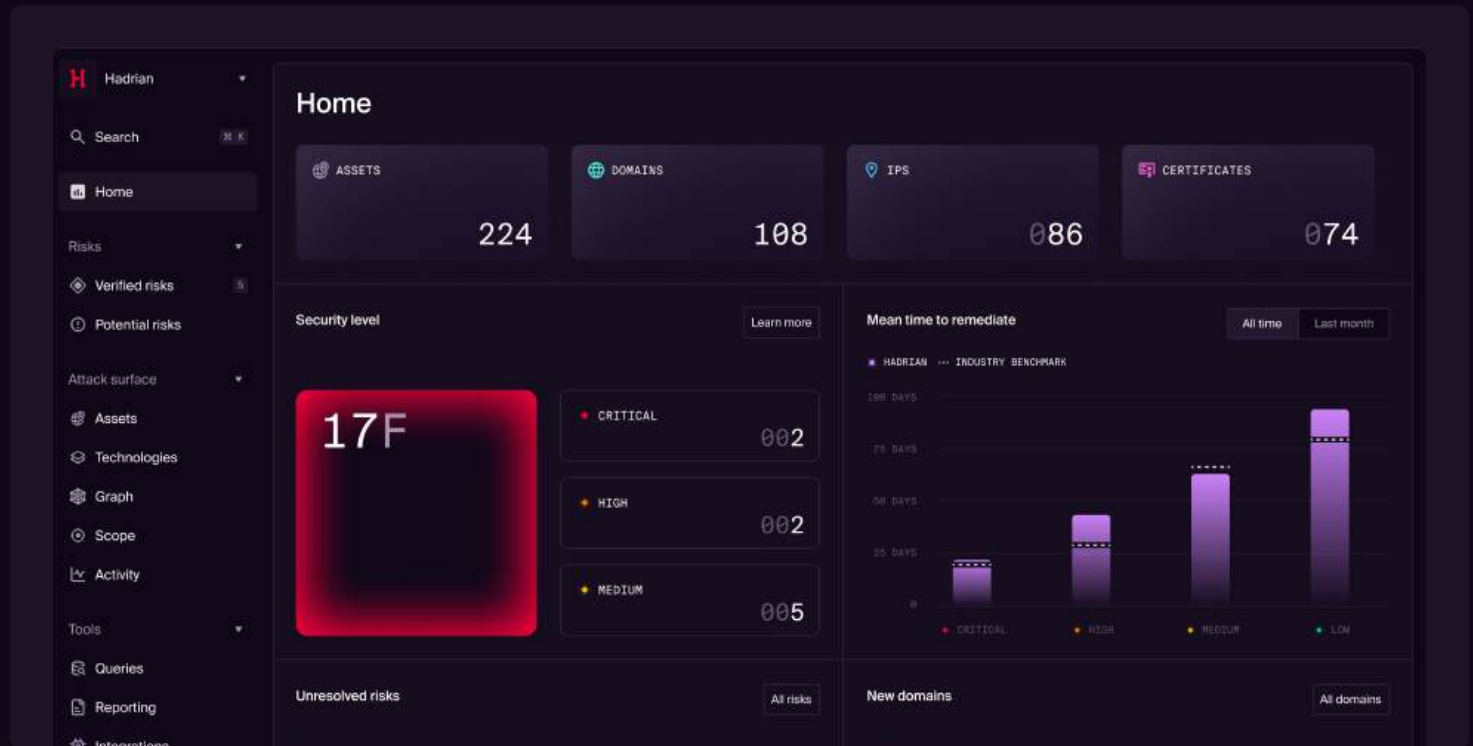 H Hadrian
Search ⌘ K
Home
Risks
Verified risks 5
Potential risks
Attack surface
Assets
Technologies
Graph
Scope
Activity
Tools
Queries
Reporting
Integrations
Home
ASSETS
224
DOMAINS
108
IPS
086
CERTIFICATES
074
Security level
Learn more
17F
CRITICAL
002
HIGH
002
MEDIUM
005
Mean time to remediate
All time Last month
HADRIAN INDUSTRY BENCHMARK
100 DAYS
75 DAYS
50 DAYS
25 DAYS
0
CRITICAL HIGH MEDIUM LOW
Unresolved risks
All risks
New domains
All domains